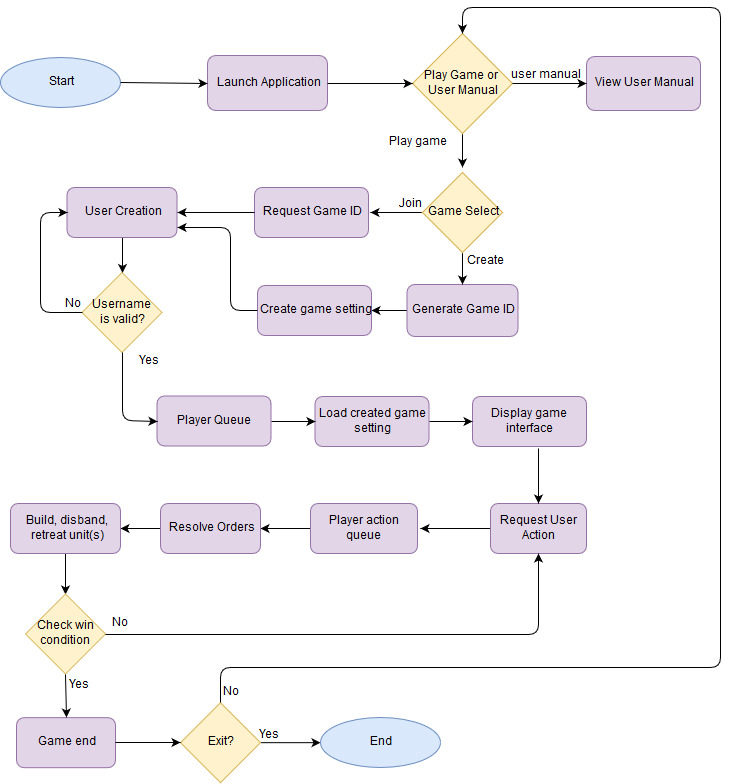 Start
Launch Application
Play Game or
User Manual
user manual
View User Manual
Play game
User Creation
Request Game ID
Join
Game Select
Create
No
Username
is valid?
Create game setting
Generate Game ID
Yes
Player Queue
Load created game
setting
Display game
interface
Build, disband,
retreat unit(s)
Resolve Orders
Player action
queue
Request User
Action
Check win
condition
No
Yes
No
Game end
Exit?
Yes
End